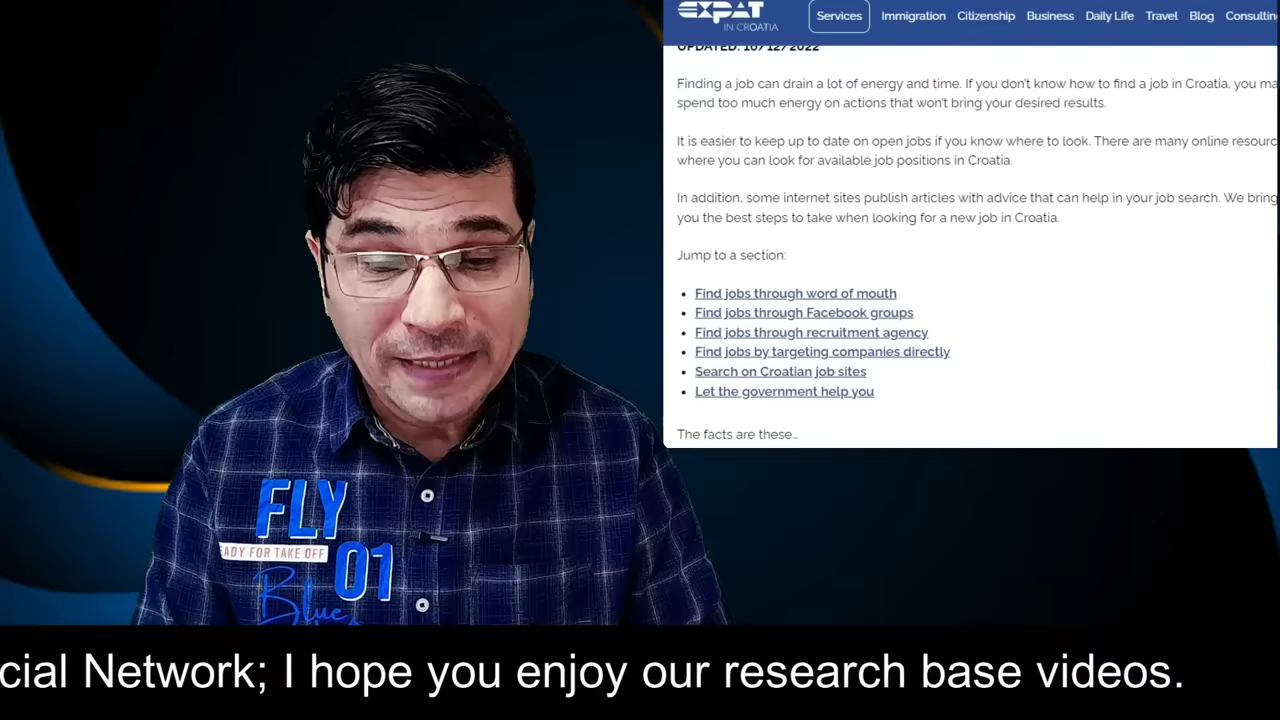 EXPAT
IN CROATIA
Services Immigration Citizenship Business Daily Life Travel Blog Consulting
UPDATED: 10/12/2022
Finding a job can drain a lot of energy and time. If you don't know how to find a job in Croatia, you ma
spend too much energy on actions that won't bring your desired results.
It is easier to keep up to date on open jobs if you know where to look. There are many online resourc
where you can look for available job positions in Croatia.
In addition, some internet sites publish articles with advice that can help in your job search. We bring
you the best steps to take when looking for a new job in Croatia.
Jump to a section:
• Find jobs through word of mouth
• Find jobs through Facebook groups
• Find jobs through recruitment agency
• Find jobs by targeting companies directly
• Search on Croatian job sites
• Let the government help you
The facts are these…
FLY
EADY FOR TAKE OFF
01
Blue
cial Network; I hope you enjoy our research base videos.